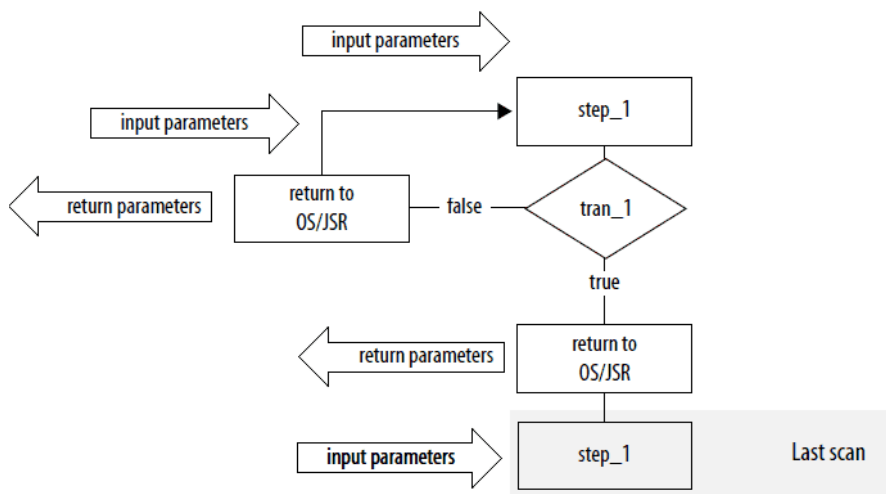 input parameters
step_1
input parameters
return to
OS/JSR
return parameters
false
tran_1
true
return to
OS/JSR
return parameters
input parameters
step_1
Last scan